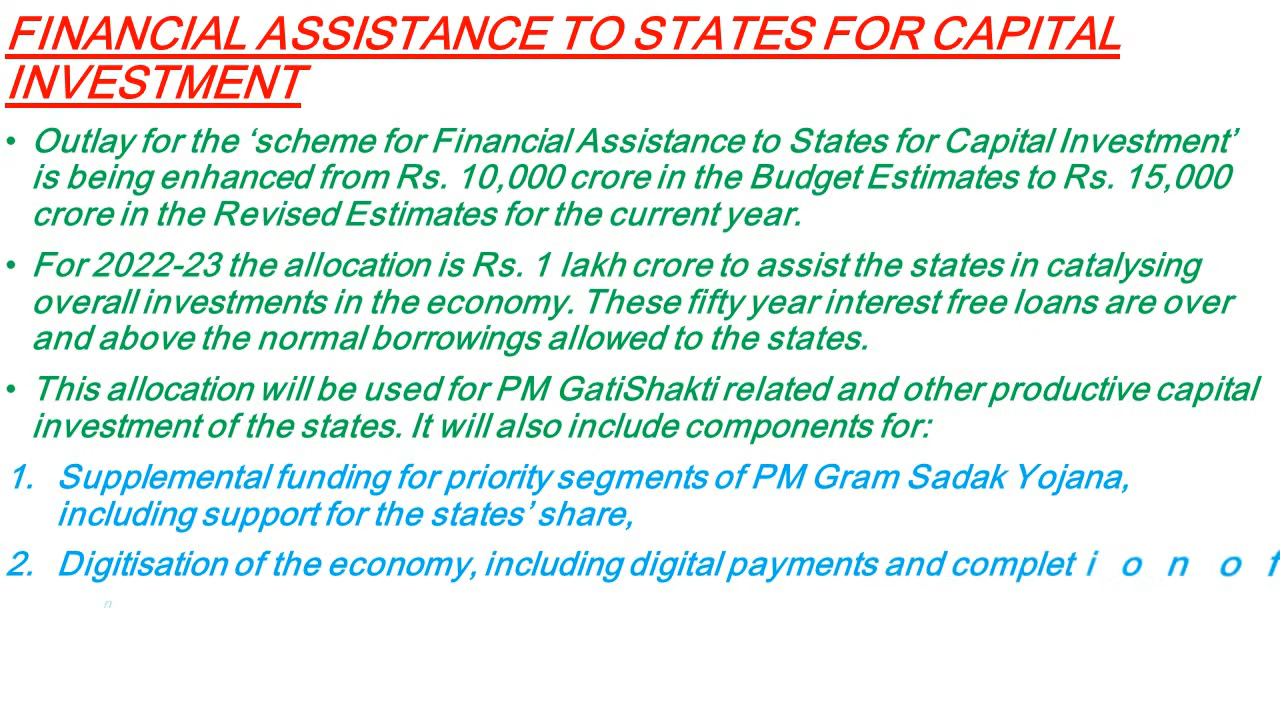 FINANCIAL ASSISTANCE TO STATES FOR CAPITAL
INVESTMENT
• Outlay for the ‘scheme for Financial Assistance to States for Capital Investment’
is being enhanced from Rs. 10,000 crore in the Budget Estimates to Rs. 15,000
crore in the Revised Estimates for the current year.
• For 2022-23 the allocation is Rs. 1 lakh crore to assist the states in catalysing
overall investments in the economy. These fifty year interest free loans are over
and above the normal borrowings allowed to the states.
• This allocation will be used for PM GatiShakti related and other productive capital
investment of the states. It will also include components for:
1. Supplemental funding for priority segments of PM Gram Sadak Yojana,
including support for the states’ share,
2. Digitisation of the economy, including digital payments and completion of
n